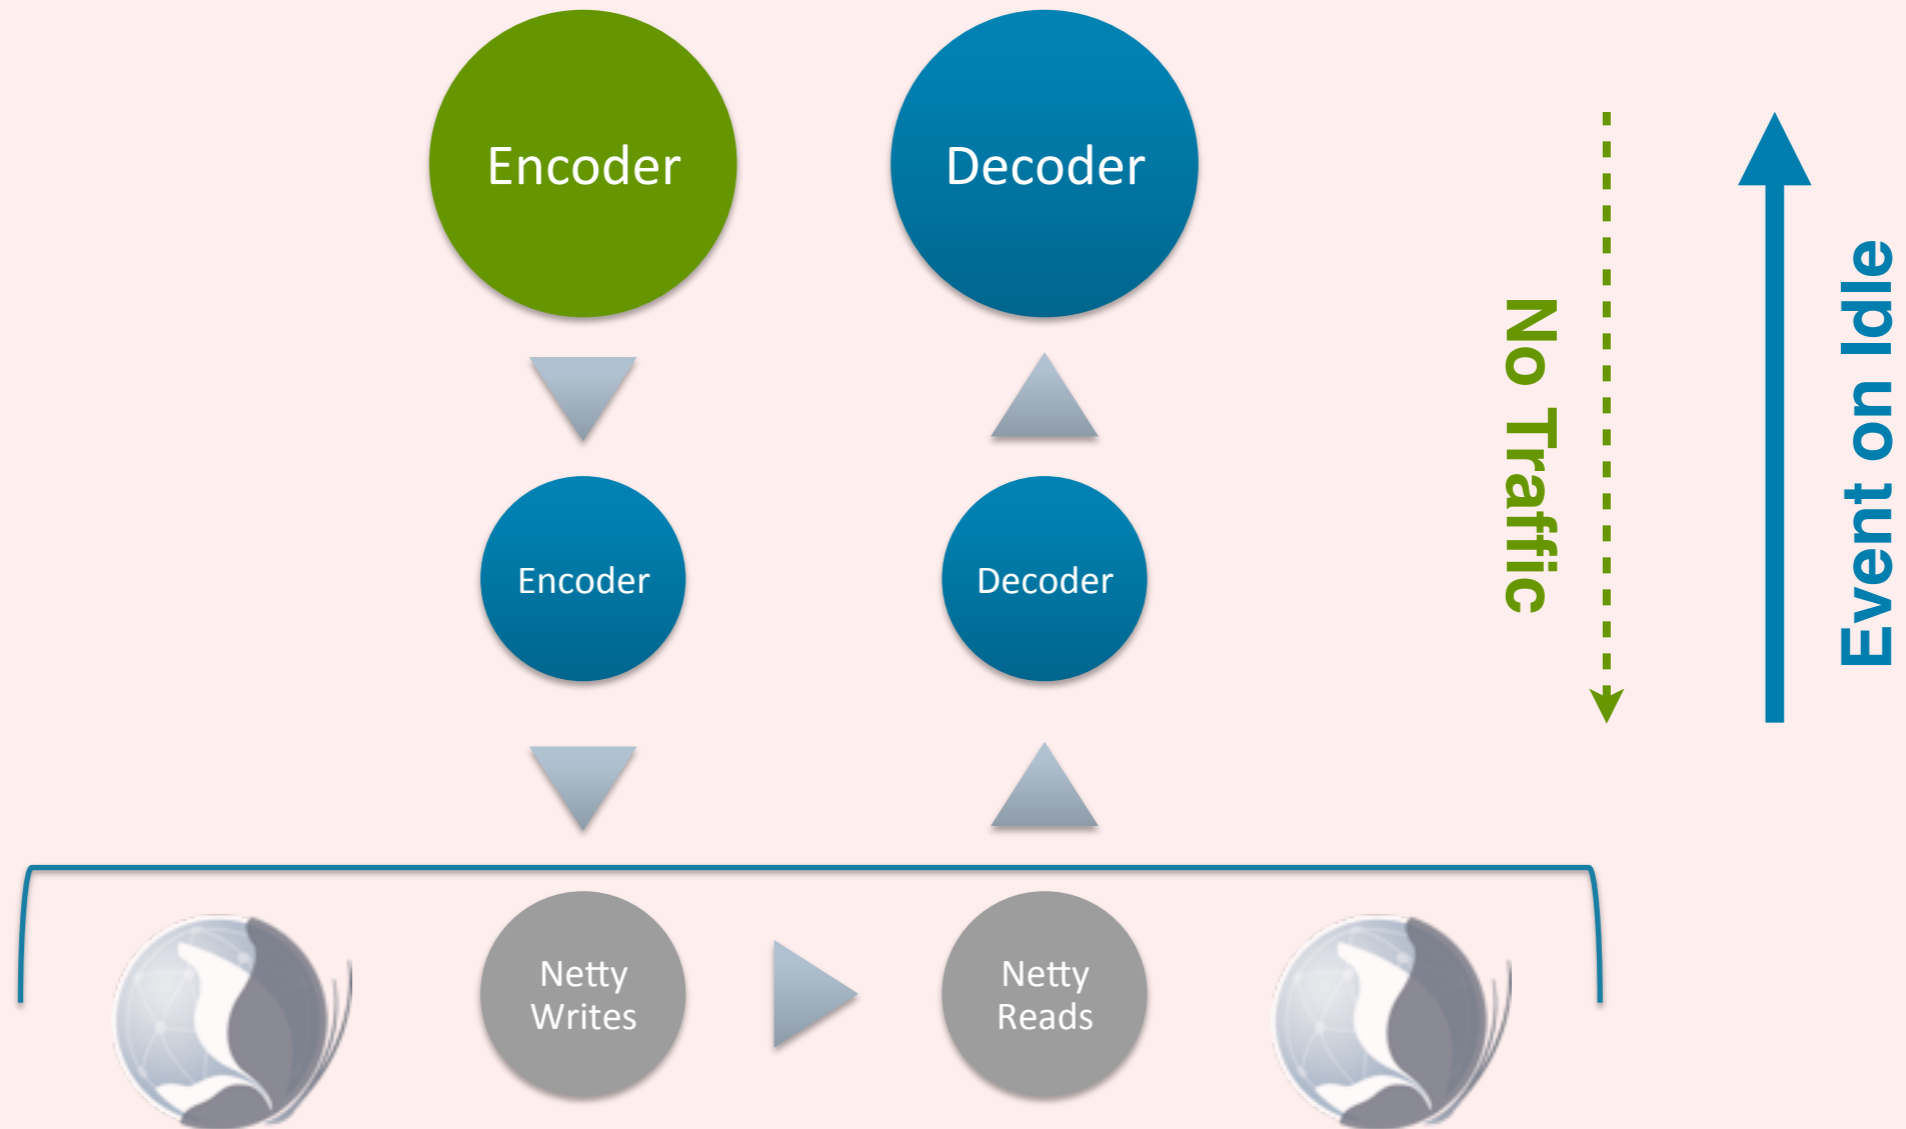 Encoder
Decoder
Encoder
Decoder
Netty
Writes
Netty
Reads
No Traffic
Event on Idle